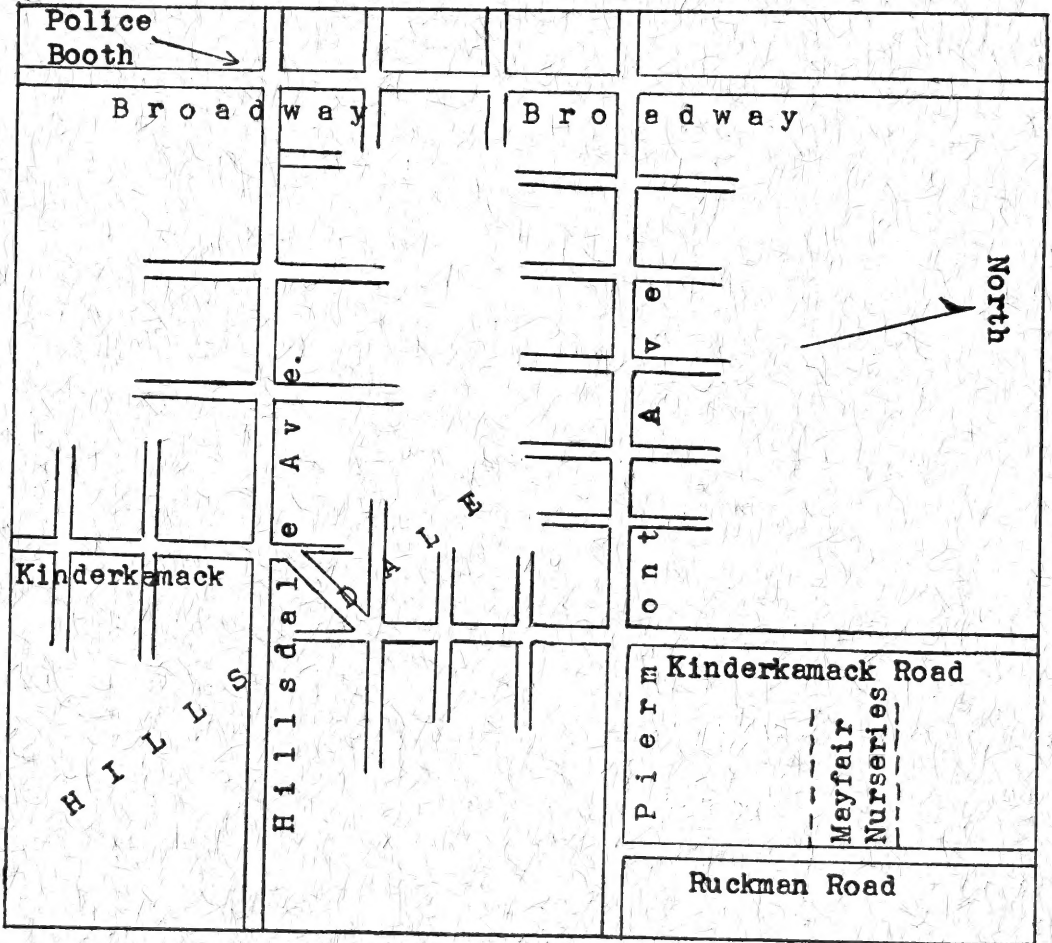 Police
Booth
Broadway
Broadway
North
Hillsdale Ave.
Piermont Ave
HILLSDALE
Kinderkamack
Kinderkamack Road
Mayfair
Nurseries
Ruckman Road